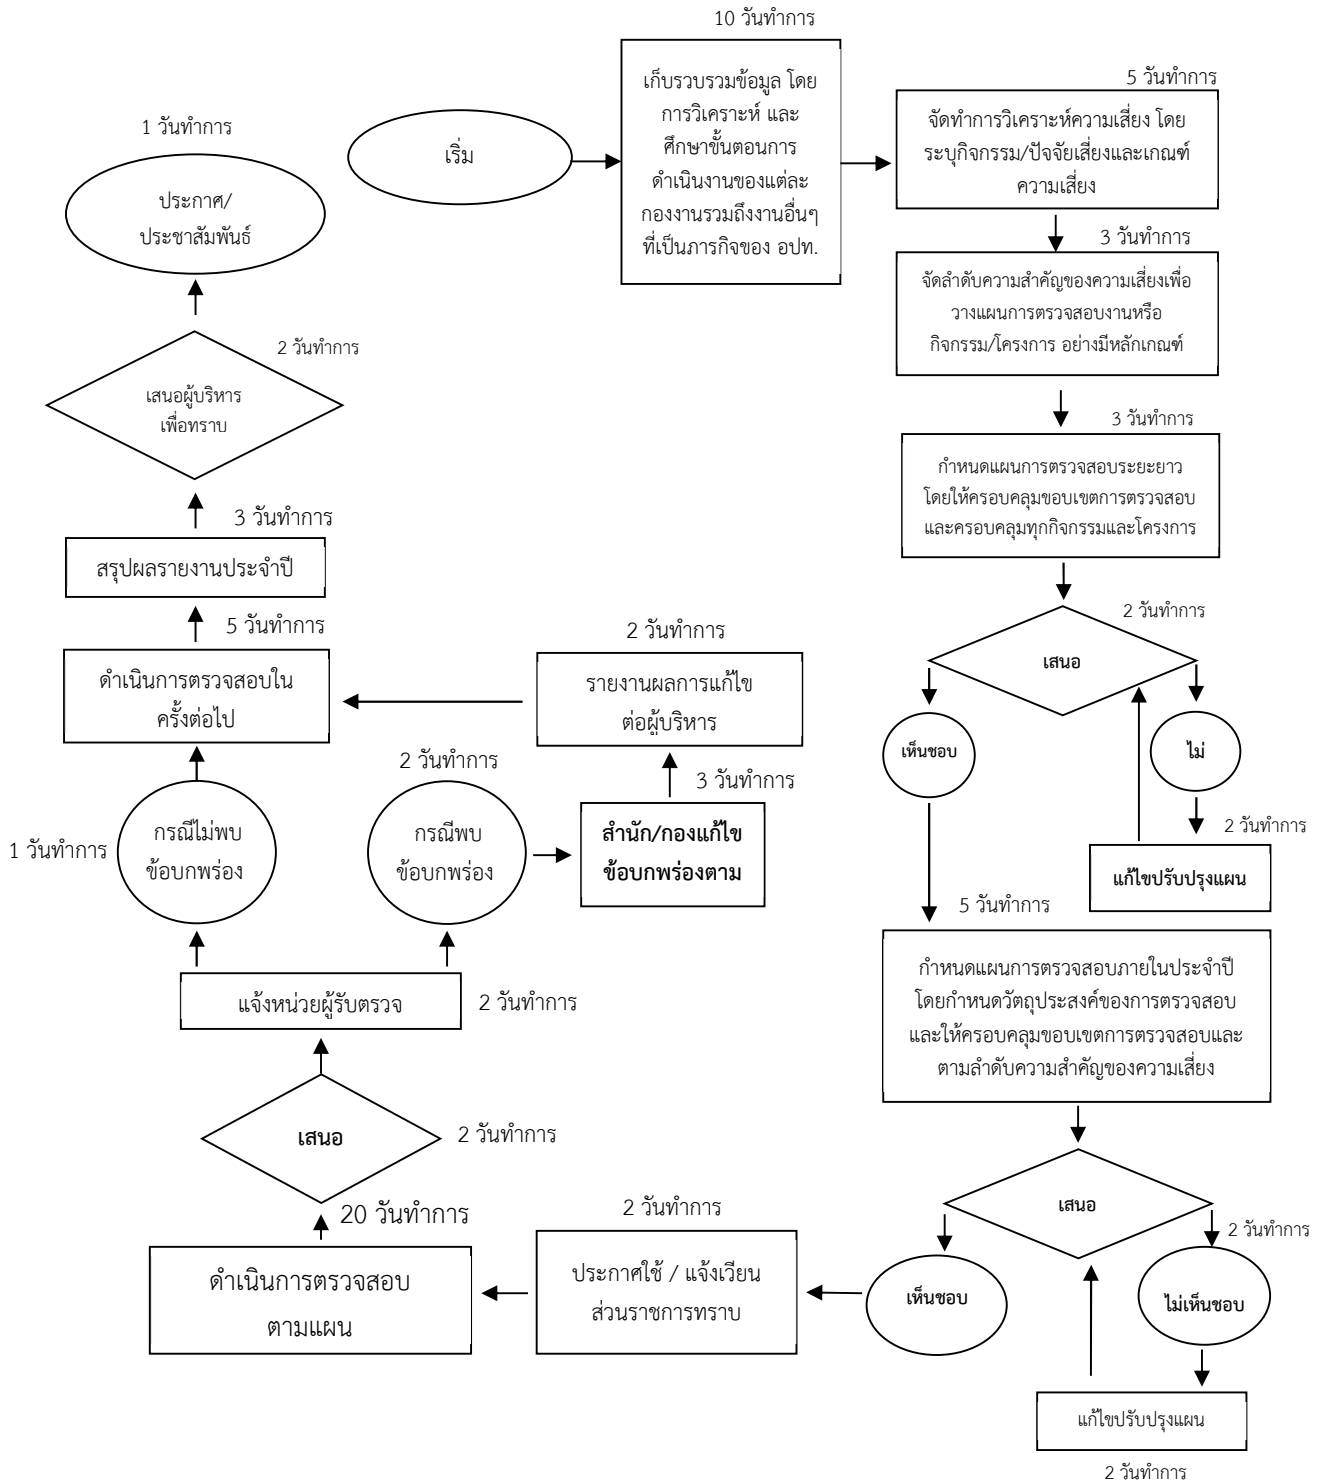 เริ่ม
10 วันทำการ
เก็บรวบรวมข้อมูล โดย
การวิเคราะห์ และ
ศึกษาขั้นตอนการ
ดำเนินงานของแต่ละ
กองงานรวมถึงงานอื่นๆ
ที่เป็นภารกิจของ อปท.
5 วันทำการ
จัดทำการวิเคราะห์ความเสี่ยง โดย
ระบุกิจกรรม/ปัจจัยเสี่ยงและเกณฑ์
ความเสี่ยง
3 วันทำการ
จัดลำดับความสำคัญของความเสี่ยงเพื่อ
วางแผนการตรวจสอบงานหรือ
กิจกรรม/โครงการ อย่างมีหลักเกณฑ์
3 วันทำการ
กำหนดแผนการตรวจสอบระยะยาว
โดยให้ครอบคลุมขอบเขตการตรวจสอบ
และครอบคลุมทุกกิจกรรมและโครงการ
2 วันทำการ
เสนอ
เห็นชอบ
ไม่
2 วันทำการ
แก้ไขปรับปรุงแผน
5 วันทำการ
กำหนดแผนการตรวจสอบภายในประจำปี
โดยกำหนดวัตถุประสงค์ของการตรวจสอบ
และให้ครอบคลุมขอบเขตการตรวจสอบและ
ตามลำดับความสำคัญของความเสี่ยง
เสนอ
2 วันทำการ
เห็นชอบ
ไม่เห็นชอบ
แก้ไขปรับปรุงแผน
2 วันทำการ
2 วันทำการ
ประกาศใช้ / แจ้งเวียน
ส่วนราชการทราบ
20 วันทำการ
ดำเนินการตรวจสอบ
ตามแผน
เสนอ
2 วันทำการ
แจ้งหน่วยผู้รับตรวจ
2 วันทำการ
1 วันทำการ
กรณีไม่พบ
ข้อบกพร่อง
2 วันทำการ
กรณีพบ
ข้อบกพร่อง
3 วันทำการ
สำนัก/กองแก้ไข
ข้อบกพร่องตาม
2 วันทำการ
รายงานผลการแก้ไข
ต่อผู้บริหาร
5 วันทำการ
ดำเนินการตรวจสอบใน
ครั้งต่อไป
3 วันทำการ
สรุปผลรายงานประจำปี
2 วันทำการ
เสนอผู้บริหาร
เพื่อทราบ
1 วันทำการ
ประกาศ/
ประชาสัมพันธ์